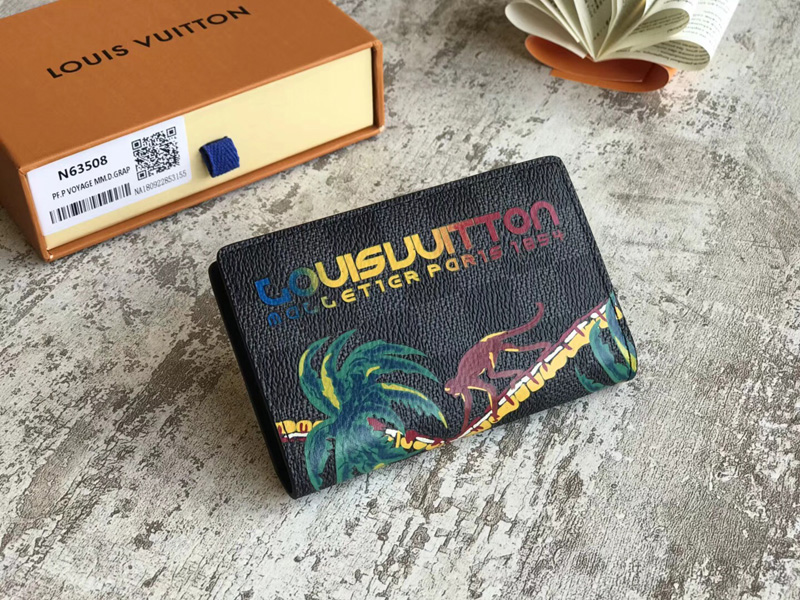 LOUIS VUITTON
N63508
PF.P VOYAGE MM.D.GRAP
NA180922853155
LOUISVUITTON
MALLETIER PARIS 1854